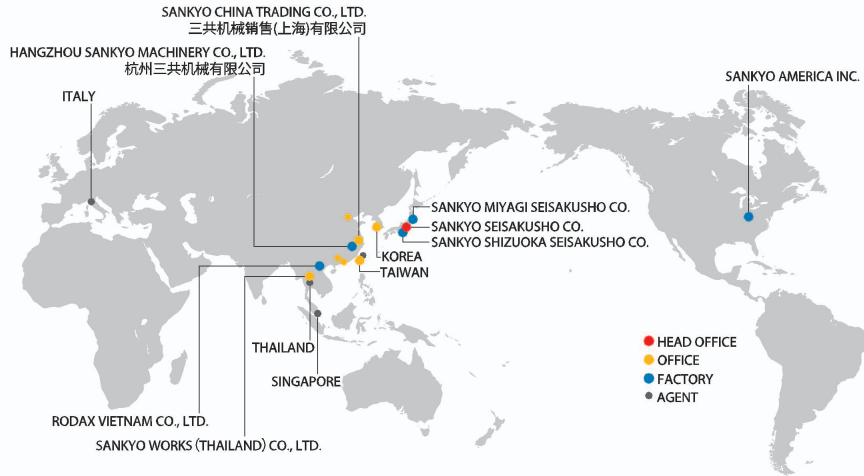 SANKYO CHINA TRADING CO., LTD.
三共机械销售(上海)有限公司
HANGZHOU SANKYO MACHINERY CO., LTD.
杭州三共机械有限公司
SANKYO AMERICA INC.
ITALY
SANKYO MIYAGI SEISAKUSHO CO.
SANKYO SEISAKUSHO CO.
SANKYO SHIZUOKA SEISAKUSHO CO.
KOREA
TAIWAN
THAILAND
SINGAPORE
RODAX VIETNAM CO., LTD.
SANKYO WORKS (THAILAND) CO., LTD.
HEAD OFFICE
OFFICE
FACTORY
AGENT